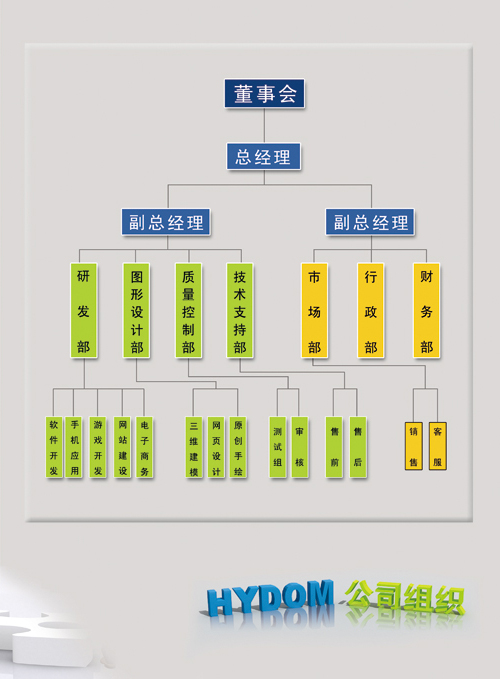 董事会
总经理
副总经理
副总经理
研发部
图形设计部
质量控制部
技术支持部
市场部
行政部
财务部
软件开发
手机应用
游戏开发
网站建设
电子商务
三维建模
网页设计
原创手绘
测试组
审核
售前
售后
销售
客服
HYDOM 公司组织